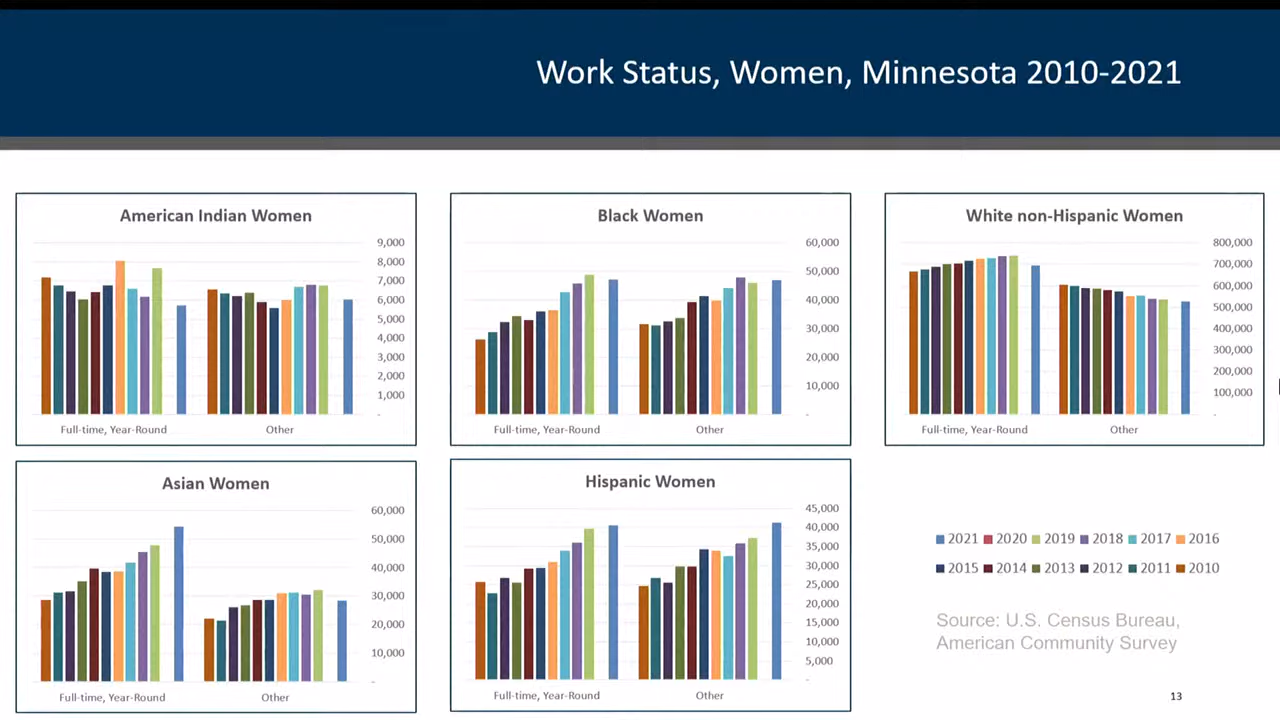 Work Status, Women, Minnesota 2010-2021
American Indian Women
9,000
8,000
7,000
6,000
5,000
4,000
3,000
2,000
1,000
-
Full-time, Year-Round
Other
Black Women
60,000
50,000
40,000
30,000
20,000
10,000
-
Full-time, Year-Round
Other
White non-Hispanic Women
800,000
700,000
600,000
500,000
400,000
300,000
200,000
100,000
-
Full-time, Year-Round
Other
Asian Women
60,000
50,000
40,000
30,000
20,000
10,000
-
Full-time, Year-Round
Other
Hispanic Women
45,000
40,000
35,000
30,000
25,000
20,000
15,000
10,000
5,000
-
Full-time, Year-Round
Other
2021 2020 2019 2018 2017 2016
2015 2014 2013 2012 2011 2010
Source: U.S. Census Bureau,
American Community Survey
13